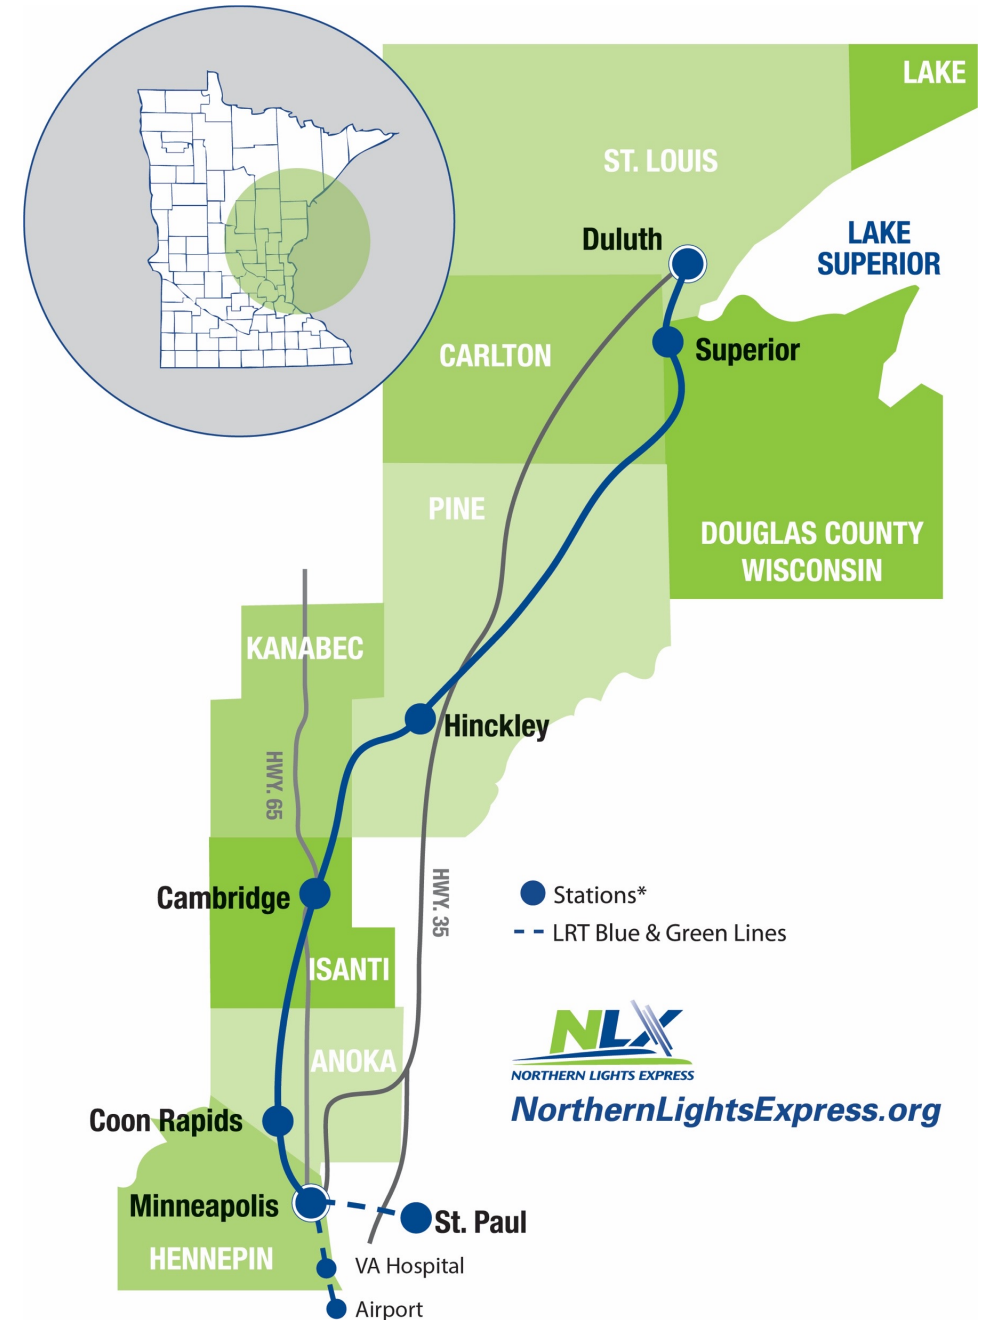 LAKE
ST. LOUIS
LAKE
SUPERIOR
Duluth
CARLTON
Superior
PINE
DOUGLAS COUNTY
WISCONSIN
KANABEC
Hinckley
HWY. 65
HWY. 35
Cambridge
Stations*
LRT Blue & Green Lines
ISANTI
NLX
NORTHERN LIGHTS EXPRESS
ANOKA
NorthernLightsExpress.org
Coon Rapids
Minneapolis
St. Paul
HENNEPIN
VA Hospital
Airport